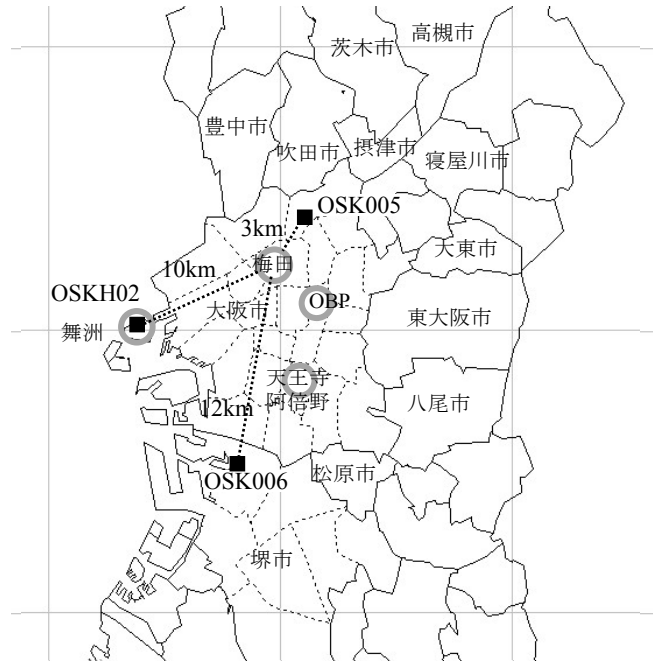 高槻市
茨木市
豊中市
吹田市
摂津市
寝屋川市
OSK005
3km
大東市
梅田
10km
OSKH02
OBP
大阪市
東大阪市
舞洲
天王寺
阿倍野
12km
八尾市
松原市
OSK006
堺市